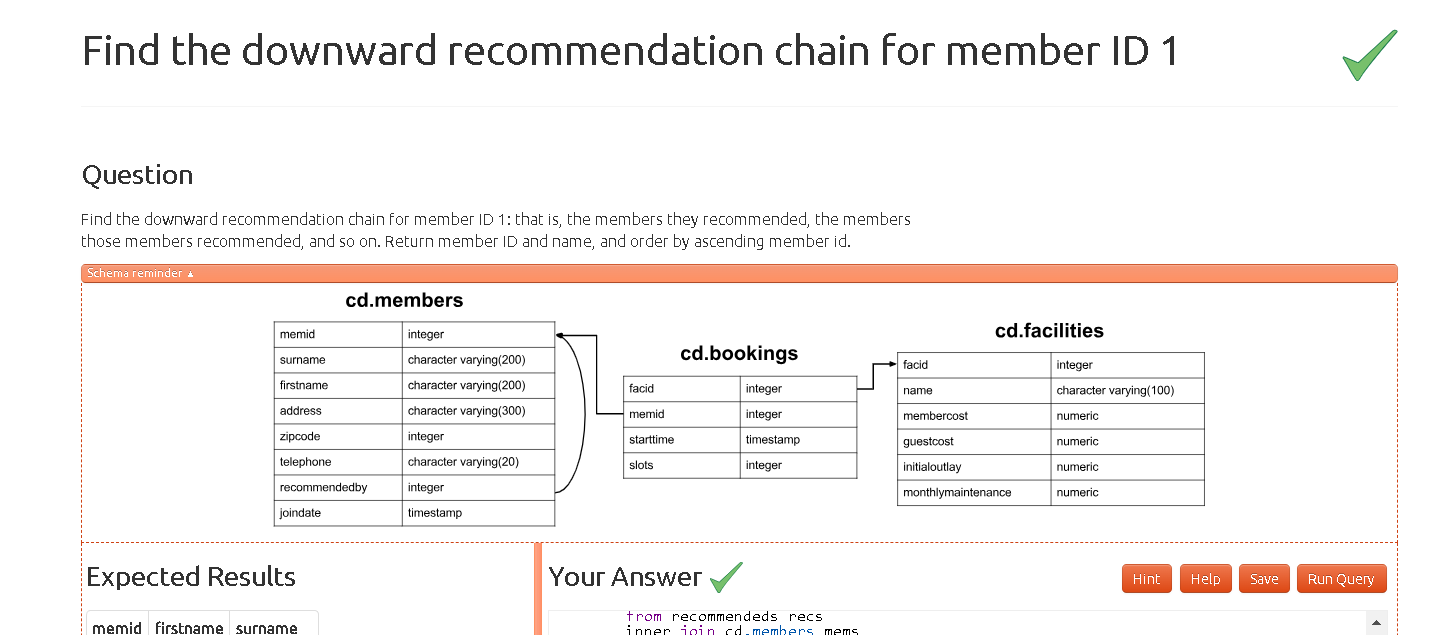 Find the downward recommendation chain for member ID 1
Question
Find the downward recommendation chain for member ID 1: that is, the members they recommended, the members
those members recommended, and so on. Return member ID and name, and order by ascending member id.
Schema reminder ▲
cd.members
memid integer
surname character varying(200)
firstname character varying(200)
address character varying(300)
zipcode integer
telephone character varying(20)
recommendedby integer
joindate timestamp
cd.bookings
facid integer
memid integer
starttime timestamp
slots integer
cd.facilities
facid integer
name character varying(100)
membercost numeric
guestcost numeric
initialoutlay numeric
monthlymaintenance numeric
Expected Results
memid firstname surname
Your Answer
Hint Help Save Run Query
from recommendeds recs
inner join cd.members mems